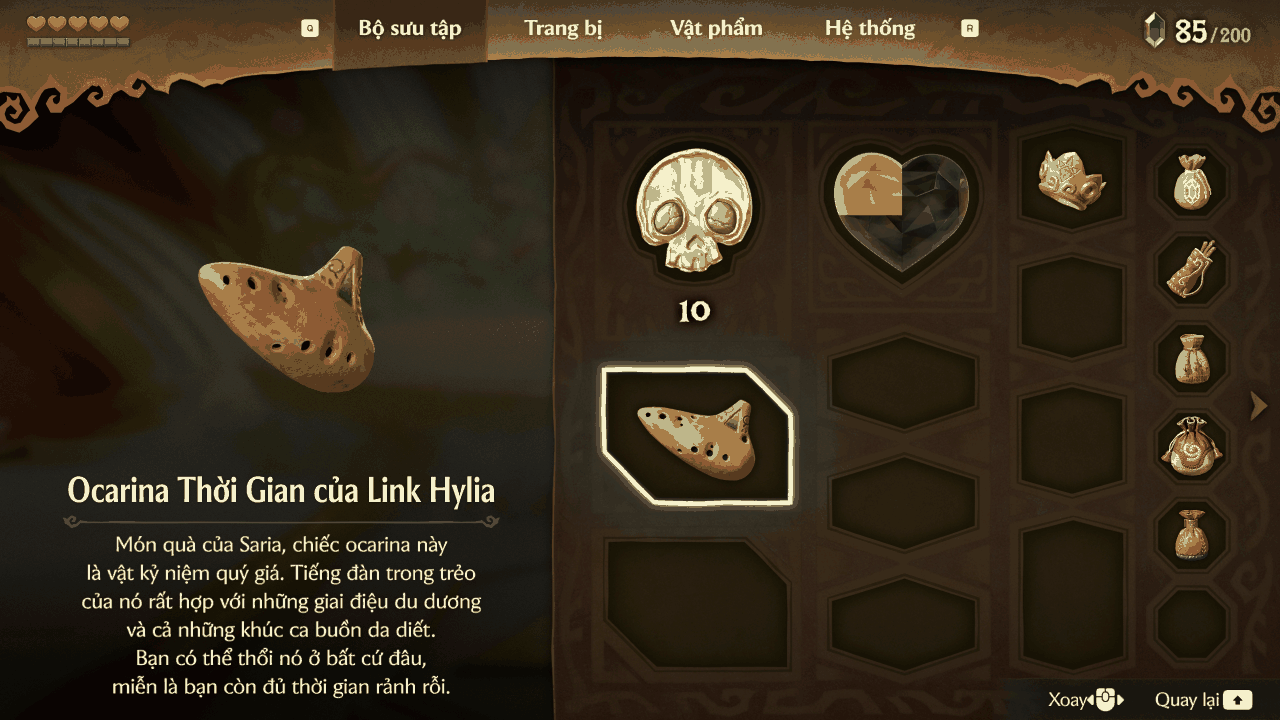 Q
Bộ sưu tập
Trang bị
Vật phẩm
Hệ thống
R
85/200
10
Ocarina Thời Gian của Link Hylia
Món quà của Saria, chiếc ocarina này
là vật kỷ niệm quý giá. Tiếng đàn trong trẻo
của nó rất hợp với những giai điệu du dương
và cả những khúc ca buồn da diết.
Bạn có thể thổi nó ở bất cứ đâu,
miễn là bạn còn đủ thời gian rảnh rỗi.
Xoay
Quay lại